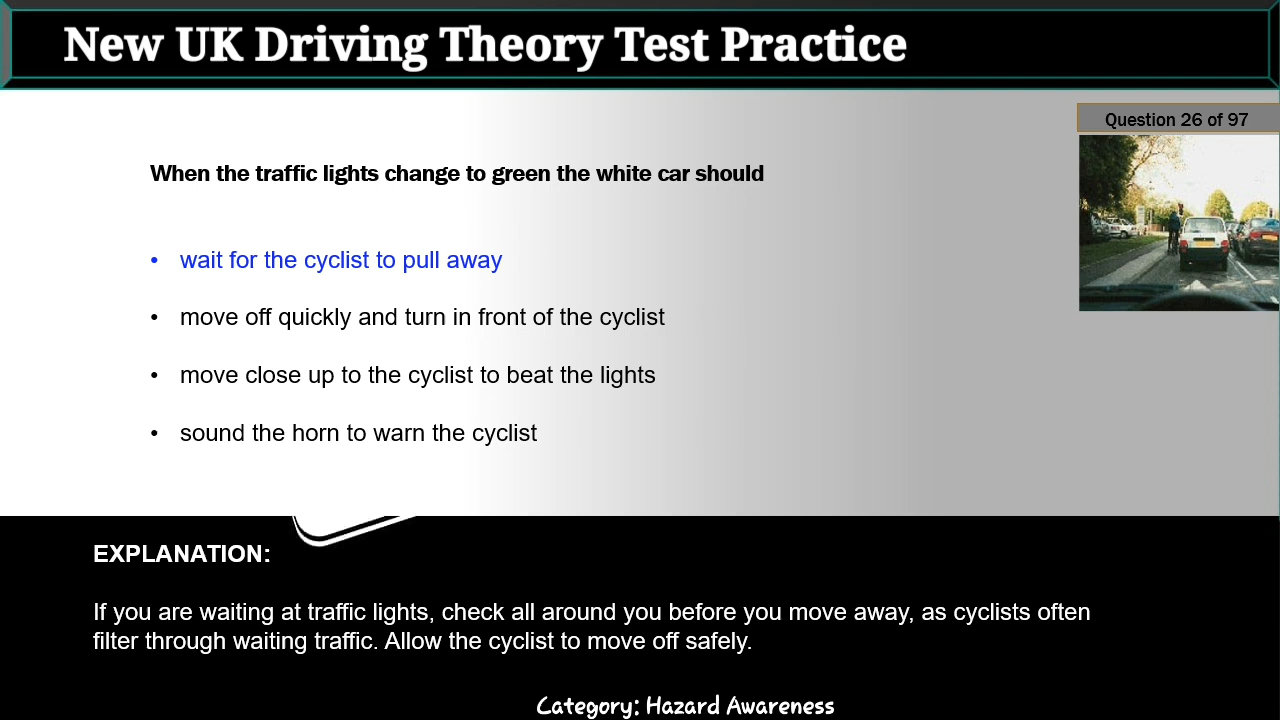 New UK Driving Theory Test Practice
Question 26 of 97
When the traffic lights change to green the white car should
• wait for the cyclist to pull away
• move off quickly and turn in front of the cyclist
• move close up to the cyclist to beat the lights
• sound the horn to warn the cyclist
EXPLANATION:
If you are waiting at traffic lights, check all around you before you move away, as cyclists often
filter through waiting traffic. Allow the cyclist to move off safely.
Category: Hazard Awareness